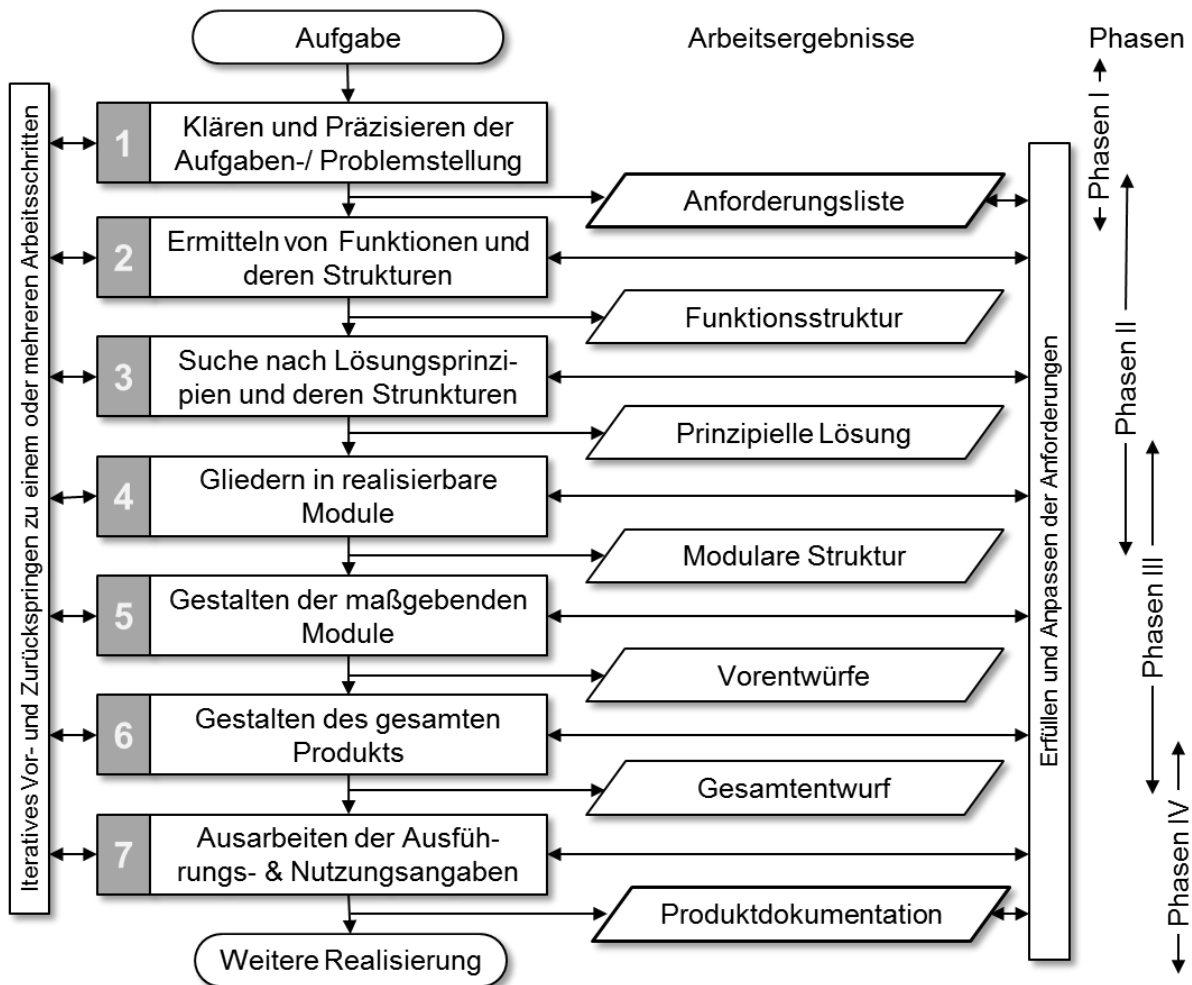 Aufgabe
Arbeitsergebnisse
Phasen
Iteratives Vor- und Zurückspringen zu einem oder mehreren Arbeitsschritten
1
Klären und Präzisieren der
Aufgaben-/ Problemstellung
Anforderungsliste
2
Ermitteln von Funktionen und
deren Strukturen
Funktionsstruktur
3
Suche nach Lösungsprinzi-
pien und deren Strunkturen
Prinzipielle Lösung
4
Gliedern in realisierbare
Module
Modulare Struktur
5
Gestalten der maßgebenden
Module
Vorentwürfe
6
Gestalten des gesamten
Produkts
Gesamtentwurf
7
Ausarbeiten der Ausfüh-
rungs- & Nutzungsangaben
Produktdokumentation
Weitere Realisierung
Erfüllen und Anpassen der Anforderungen
Phasen I
Phasen II
Phasen III
Phasen IV